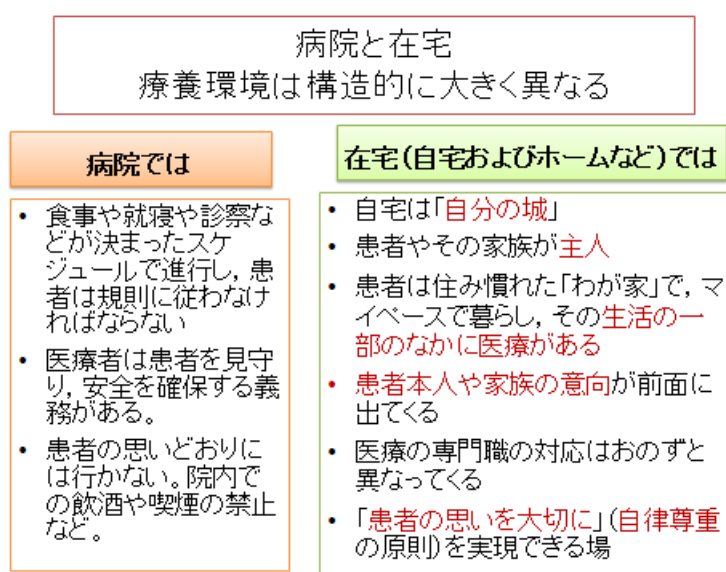 病院と在宅
療養環境は構造的に大きく異なる
病院では
• 食事や就寝や診察な
どが決まったスケ
ジュールで進行し，患
者は規則に従わなけ
ればならない
• 医療者は患者を見守
り，安全を確保する義
務がある。
• 患者の思いどおりに
は行かない。院内で
の飲酒や喫煙の禁止
など。
在宅（自宅およびホームなど）では
• 自宅は「自分の城」
• 患者やその家族が主人
• 患者は住み慣れた「わが家」で，マ
イペースで暮らし，その生活の一
部のなかに医療がある
• 患者本人や家族の意向が前面に
出てくる
• 医療の専門職の対応はおのずと
異なってくる
• 「患者の思いを大切に」（自律尊重
の原則）を実現できる場